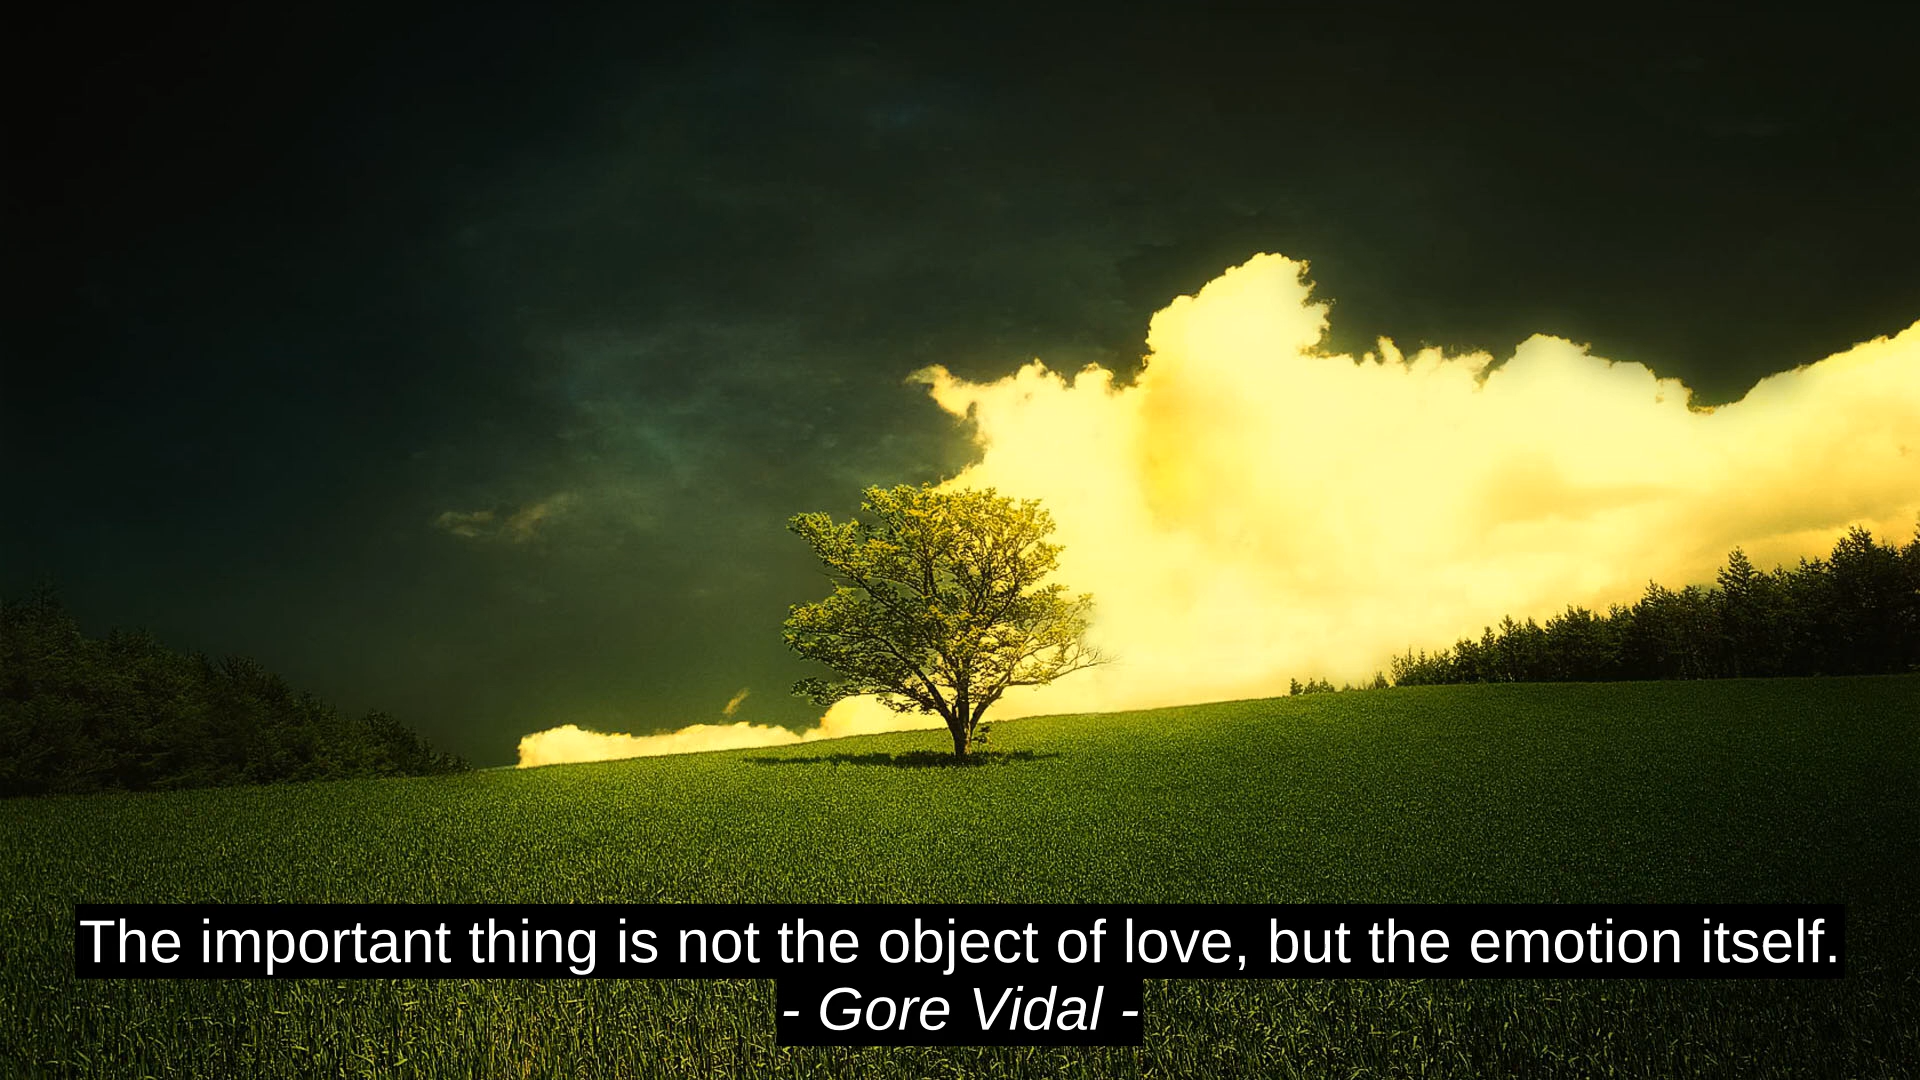 The important thing is not the object of love, but the emotion itself.
- Gore Vidal -